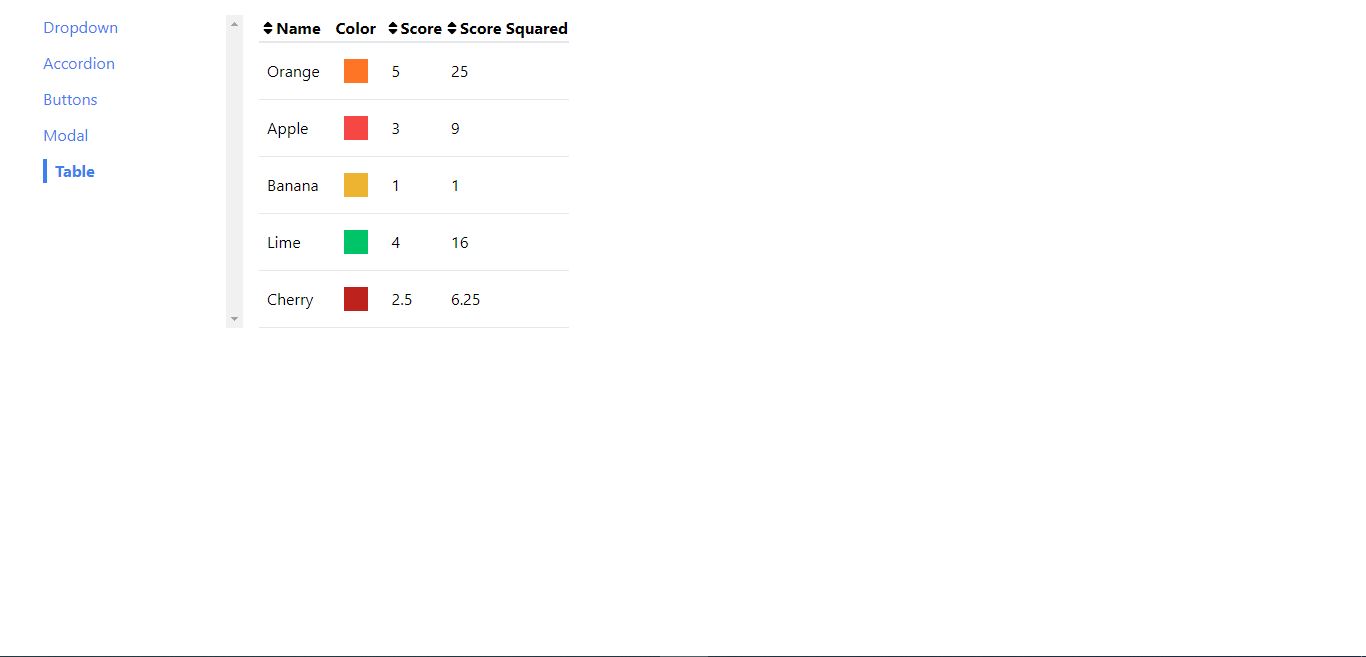 Dropdown
Accordion
Buttons
Modal
Table
Name Color Score Score Squared
Orange 5 25
Apple 3 9
Banana 1 1
Lime 4 16
Cherry 2.5 6.25